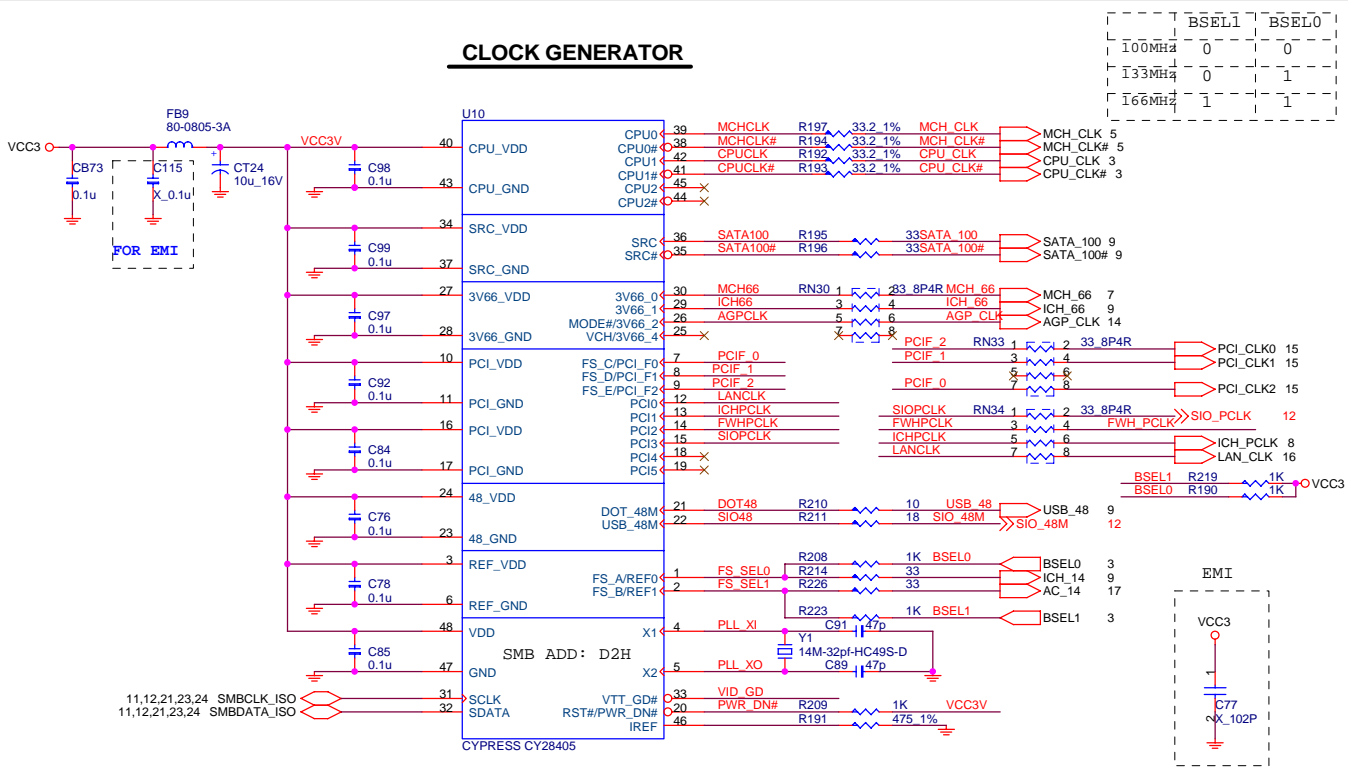 CLOCK GENERATOR
BSEL1 BSEL0
100MHz 0 0
133MHz 0 1
166MHz 1 1
FB9
80-0805-3A
VCC3
VCC3V
CB73
0.1u
C115
X_0.1u
FOR EMI
+
CT24
10u_16V
U10
40 CPU_VDD
C98
0.1u
43 CPU_GND
34 SRC_VDD
C99
0.1u
37 SRC_GND
27 3V66_VDD
C97
0.1u
28 3V66_GND
10 PCI_VDD
C92
0.1u
11 PCI_GND
16 PCI_VDD
C84
0.1u
17 PCI_GND
24 48_VDD
C76
0.1u
23 48_GND
3 REF_VDD
C78
0.1u
6 REF_GND
48 VDD
C85
0.1u
47 GND
SMB ADD: D2H
11,12,21,23,24 SMBCLK_ISO 31 SCLK
11,12,21,23,24 SMBDATA_ISO 32 SDATA
CYPRESS CY28405
CPU0 39 MCHCLK R197 33.2_1% MCH_CLK MCH_CLK 5
CPU0# 38 MCHCLK# R194 33.2_1% MCH_CLK# MCH_CLK# 5
CPU1 42 CPUCLK R192 33.2_1% CPU_CLK CPU_CLK 3
CPU1# 41 CPUCLK# R193 33.2_1% CPU_CLK# CPU_CLK# 3
CPU2 45
CPU2# 44
SRC 36 SATA100 R195 33 SATA_100 SATA_100 9
SRC# 35 SATA100# R196 33 SATA_100# SATA_100# 9
3V66_0 30 MCH66 RN30 1 2 33_8P4R MCH_66 MCH_66 7
3V66_1 29 ICH66 3 4 ICH_66 ICH_66 9
MODE#/3V66_2 26 AGPCLK 5 6 AGP_CLK AGP_CLK 14
VCH/3V66_4 25 7 8
FS_C/PCI_F0 7 PCIF_0
FS_D/PCI_F1 8 PCIF_1
FS_E/PCI_F2 9 PCIF_2
PCI0 12 LANCLK
PCI1 13 ICHPCLK
PCI2 14 FWHPCLK
PCI3 15 SIOPCLK
PCI4 18
PCI5 19
PCIF_2 RN33 1 2 33_8P4R PCI_CLK0 15
PCIF_1 3 4 PCI_CLK1 15
5 6
PCIF_0 7 8 PCI_CLK2 15
SIOPCLK RN34 1 2 33_8P4R SIO_PCLK 12
FWHPCLK 3 4 FWH_PCLK
ICHPCLK 5 6 ICH_PCLK 8
LANCLK 7 8 LAN_CLK 16
BSEL1 R219 1K VCC3
BSEL0 R190 1K
DOT_48M 21 DOT48 R210 10 USB_48 USB_48 9
USB_48M 22 SIO48 R211 18 SIO_48M SIO_48M 12
R208 1K BSEL0 BSEL0 3
FS_A/REF0 1 FS_SEL0 R214 33 ICH_14 9
FS_B/REF1 2 FS_SEL1 R226 33 AC_14 17
R223 1K BSEL1 BSEL1 3
X1 4 PLL_XI C91 47p
Y1
14M-32pf-HC49S-D
X2 5 PLL_XO C89 47p
VTT_GD# 33 VID_GD
RST#/PWR_DN# 20 PWR_DN# R209 1K VCC3V
IREF 46 R191 475_1%
EMI
VCC3
1
C77
2
X_102P